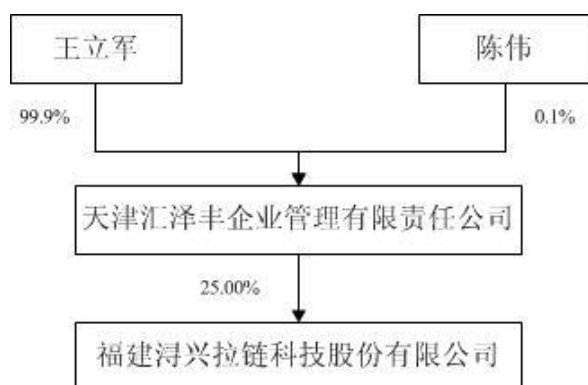 王立军
陈伟
99.9%
0.1%
天津汇泽丰企业管理有限责任公司
25.00%
福建浔兴拉链科技股份有限公司